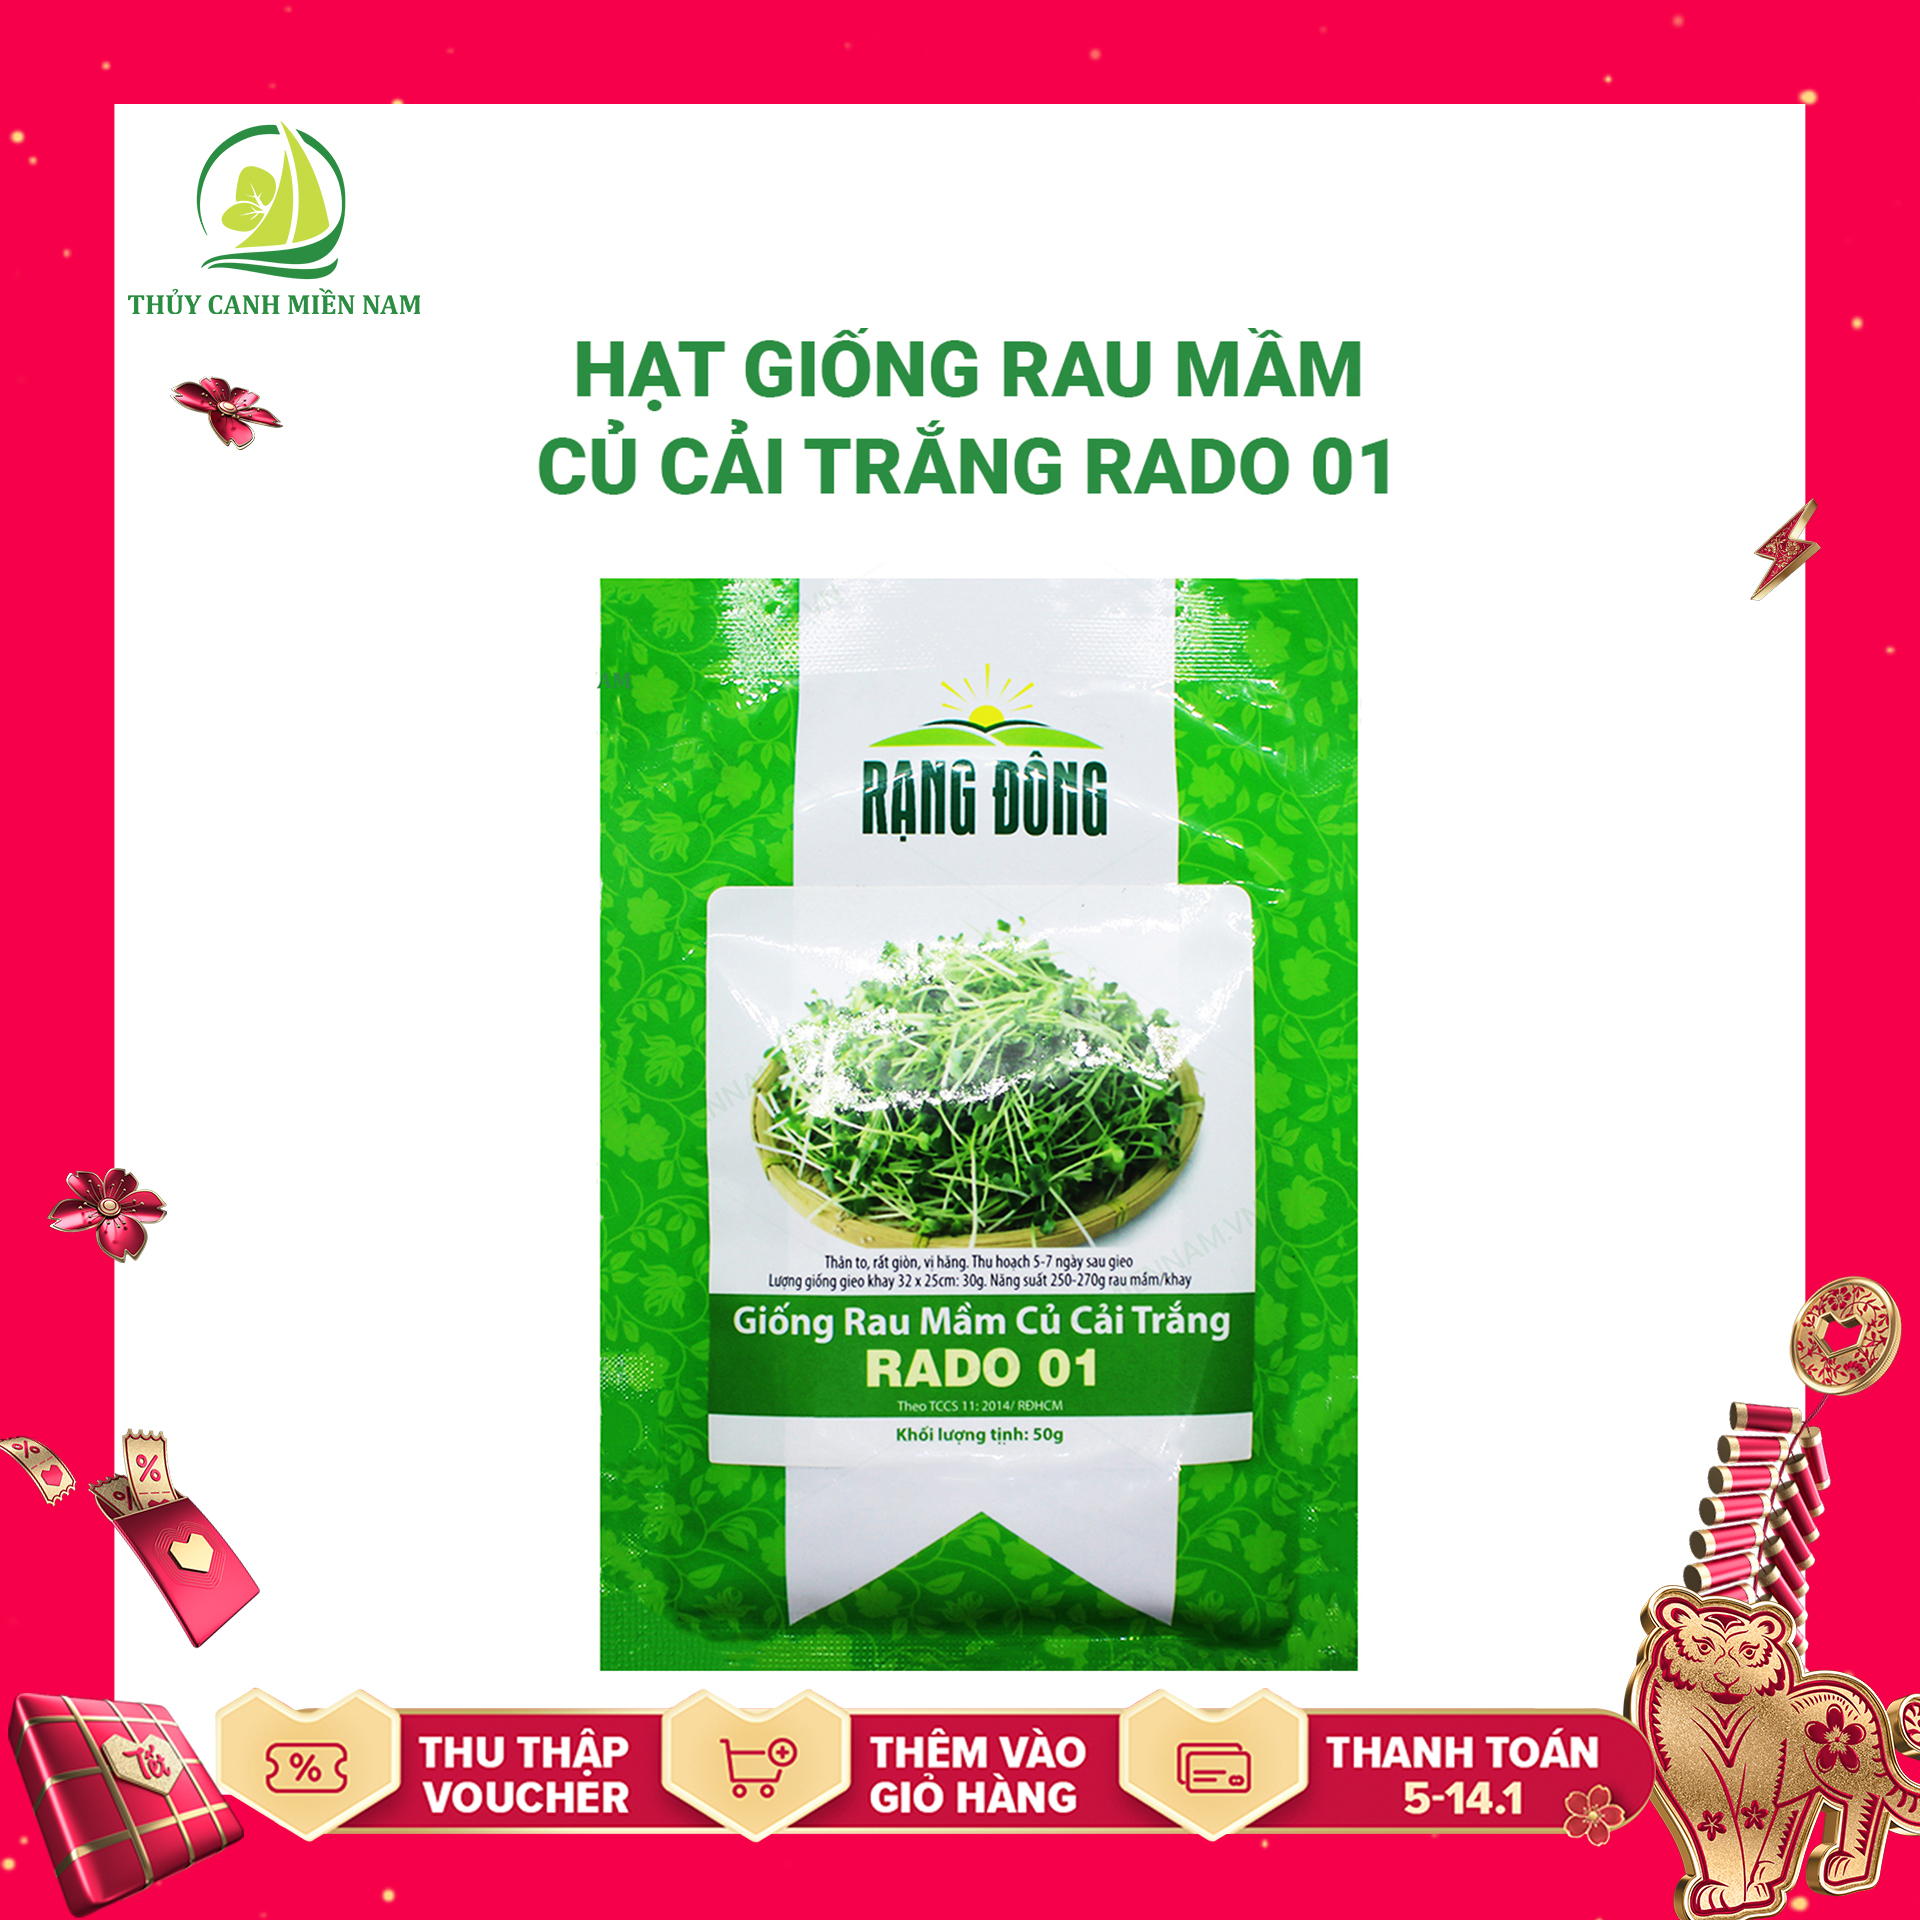 THỦY CANH MIỀN NAM
HẠT GIỐNG RAU MẦM
CỦ CẢI TRẮNG RADO 01
RẠNG ĐÔNG
Thân to, rất giòn, vị hăng. Thu hoạch 5-7 ngày sau gieo
Lượng giống gieo khay 32 x 25cm: 30g. Năng suất 250-270g rau mầm/khay
Giống Rau Mầm Củ Cải Trắng
RADO 01
Theo TCCS 11: 2014/ RĐHCM
Khối lượng tịnh: 50g
Tết
THU THẬP
VOUCHER
THÊM VÀO
GIỎ HÀNG
THANH TOÁN
5-14.1